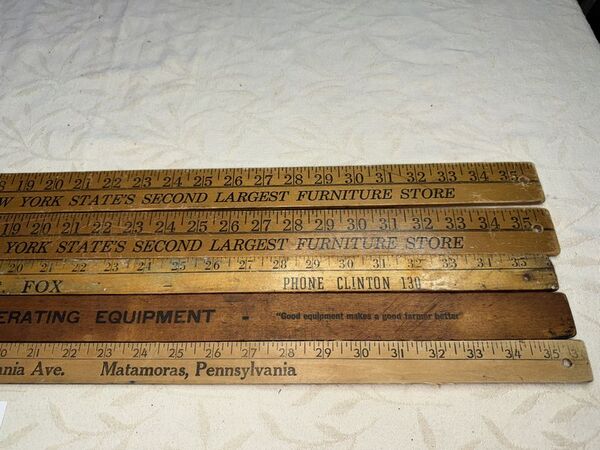 19 20 21 22 23 24 25 26 27 28 29 30 31 32 33 34 35
YORK STATE'S SECOND LARGEST FURNITURE STORE
19 20 21 22 23 24 25 26 27 28 29 30 31 32 33 34 35
YORK STATE'S SECOND LARGEST FURNITURE STORE
20 21 22 23 24 25 26 27 28 29 30 31 32 33 34 35
FOX - PHONE CLINTON 130
ERATING EQUIPMENT - "Good equipment makes a good farmer better"
21 22 23 24 25 26 27 28 29 30 31 32 33 34 35
ania Ave. Matamoras, Pennsylvania